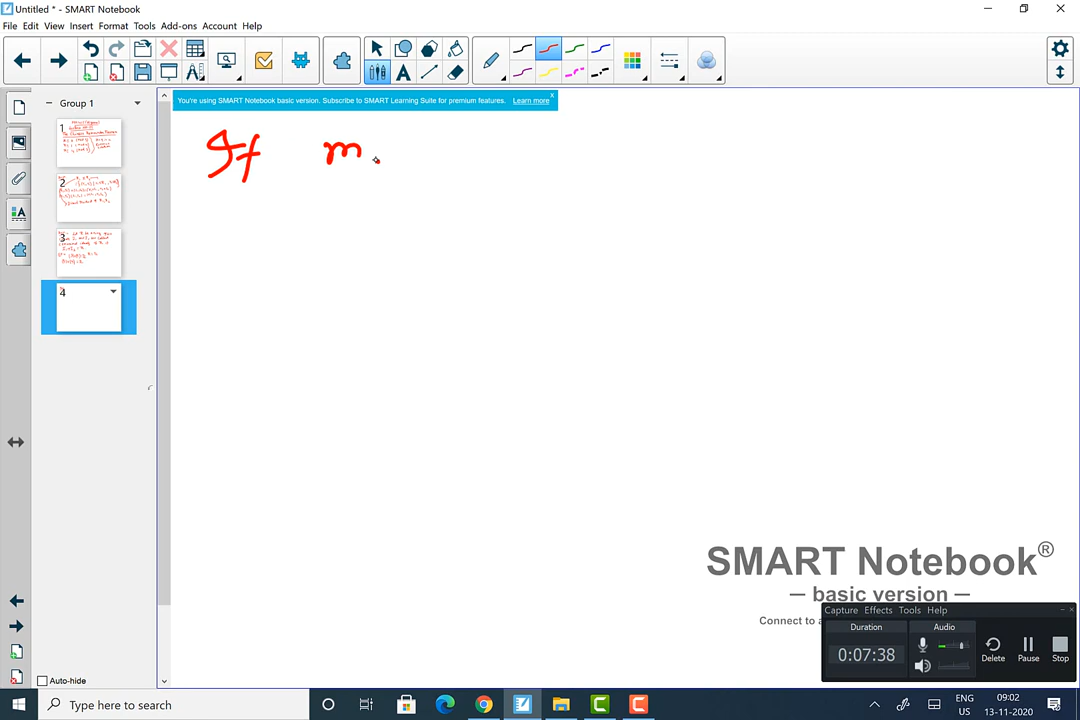 Untitled * - SMART Notebook
File Edit View Insert Format Tools Add-ons Account Help
You're using SMART Notebook basic version. Subscribe to SMART Learning Suite for premium features. Learn more x
Group 1
1
2
3
4
If m
SMART Notebook®
— basic version —
Connect to a
Capture Effects Tools Help
Duration Audio
0:07:38
Delete Pause Stop
Auto-hide
Type here to search
ENG
US
09:02
13-11-2020